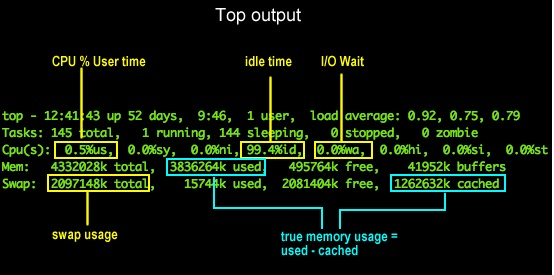 Top output
CPU % User time
idle time
I/O Wait
top - 12:41:43 up 52 days, 9:46, 1 user, load average: 0.92, 0.75, 0.79
Tasks: 145 total, 1 running, 144 sleeping, 0 stopped, 0 zombie
Cpu(s): 0.5%us, 0.0%sy, 0.0%ni, 99.4%id, 0.0%wa, 0.0%hi, 0.0%si, 0.0%st
Mem: 4332028k total, 3836264k used, 495764k free, 41952k buffers
Swap: 2097148k total, 15744k used, 2081404k free, 1262632k cached
swap usage
true memory usage =
used - cached